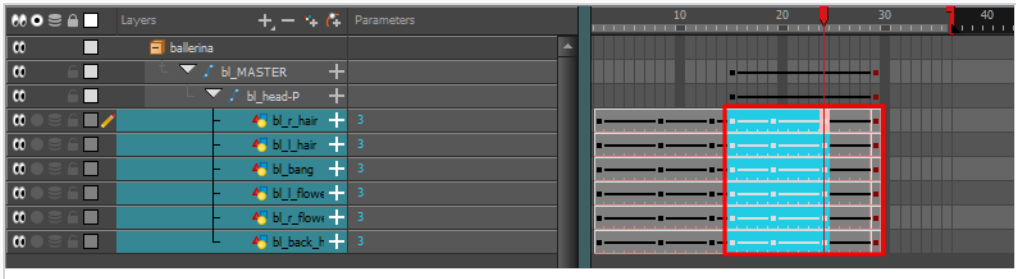 Layers Parameters 10 20 30 40
ballerina
bl_MASTER
bl_head-P
bl_r_hair 3
bl_l_hair 3
bl_bang 3
bl_l_flowe 3
bl_r_flowe 3
bl_back_h 3